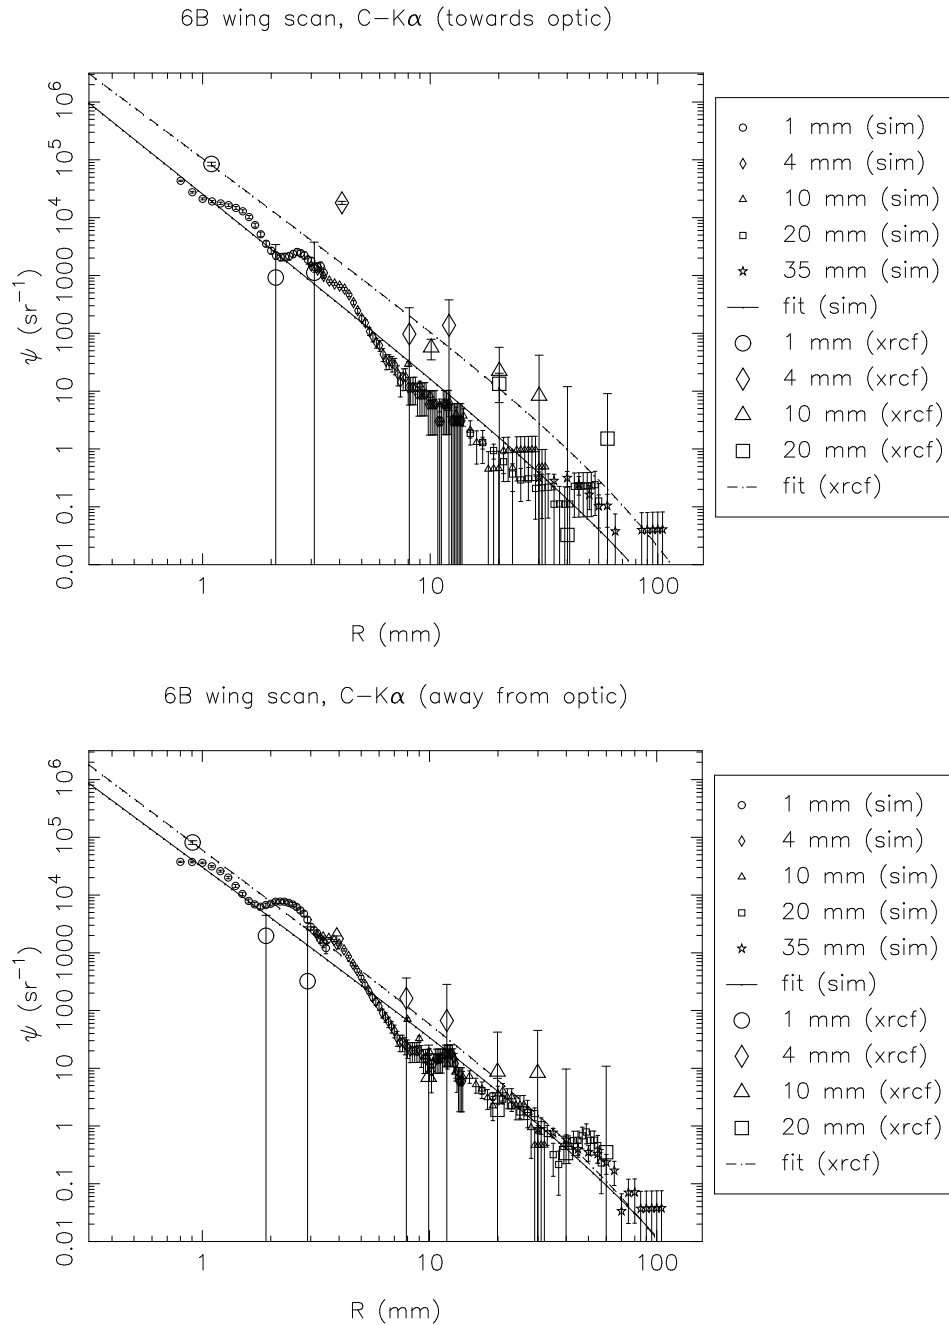 6B wing scan, C−Kα (towards optic)
10⁶
10⁵
10⁴
1000
100
10
1
0.1
0.01
ψ (sr⁻¹)
1 10 100
R (mm)
1 mm (sim)
4 mm (sim)
10 mm (sim)
20 mm (sim)
35 mm (sim)
fit (sim)
1 mm (xrcf)
4 mm (xrcf)
10 mm (xrcf)
20 mm (xrcf)
fit (xrcf)
6B wing scan, C−Kα (away from optic)
10⁶
10⁵
10⁴
1000
100
10
1
0.1
0.01
ψ (sr⁻¹)
1 10 100
R (mm)
1 mm (sim)
4 mm (sim)
10 mm (sim)
20 mm (sim)
35 mm (sim)
fit (sim)
1 mm (xrcf)
4 mm (xrcf)
10 mm (xrcf)
20 mm (xrcf)
fit (xrcf)